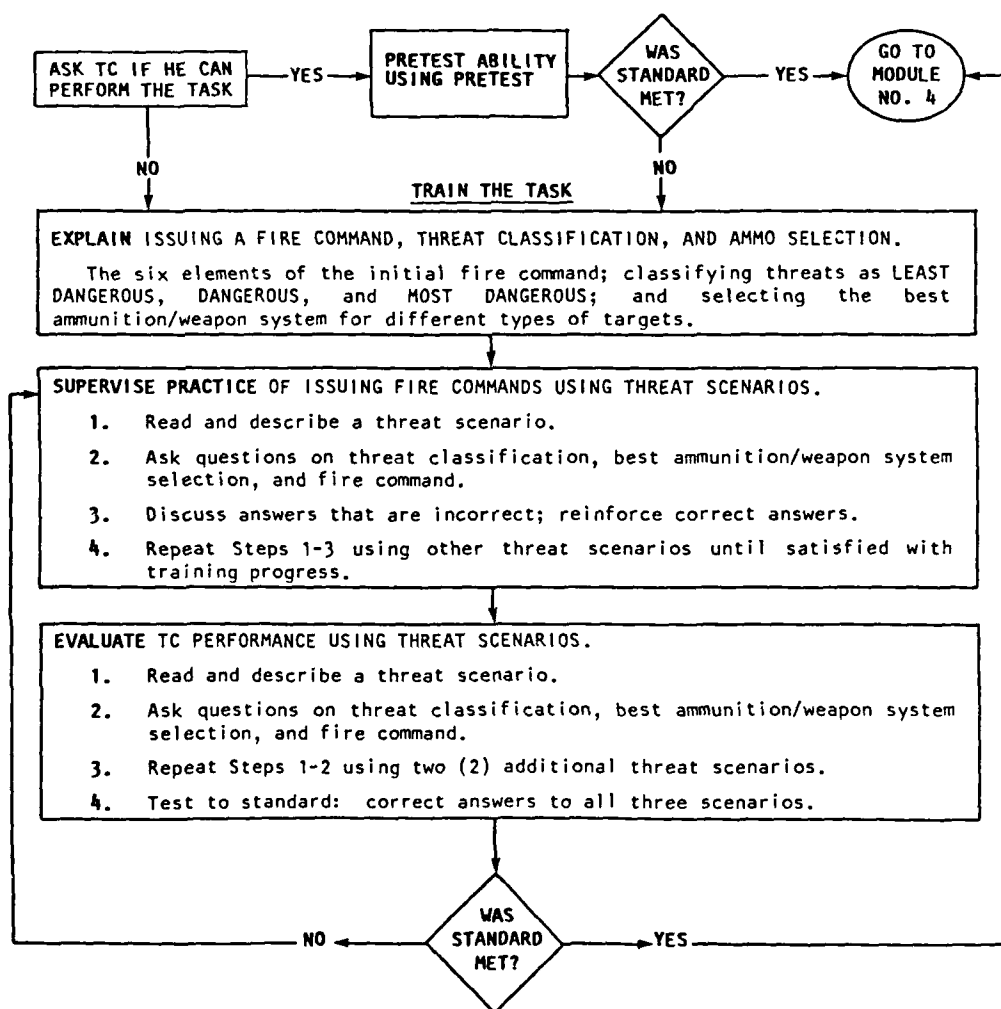 ASK TC IF HE CAN
PERFORM THE TASK
YES
PRETEST ABILITY
USING PRETEST
WAS
STANDARD
MET?
YES
GO TO
MODULE
NO. 4
NO
NO
TRAIN THE TASK
EXPLAIN ISSUING A FIRE COMMAND, THREAT CLASSIFICATION, AND AMMO SELECTION.
The six elements of the initial fire command; classifying threats as LEAST
DANGEROUS, DANGEROUS, and MOST DANGEROUS; and selecting the best
ammunition/weapon system for different types of targets.
SUPERVISE PRACTICE OF ISSUING FIRE COMMANDS USING THREAT SCENARIOS.
1. Read and describe a threat scenario.
2. Ask questions on threat classification, best ammunition/weapon system
selection, and fire command.
3. Discuss answers that are incorrect; reinforce correct answers.
4. Repeat Steps 1-3 using other threat scenarios until satisfied with
training progress.
EVALUATE TC PERFORMANCE USING THREAT SCENARIOS.
1. Read and describe a threat scenario.
2. Ask questions on threat classification, best ammunition/weapon system
selection, and fire command.
3. Repeat Steps 1-2 using two (2) additional threat scenarios.
4. Test to standard: correct answers to all three scenarios.
NO
WAS
STANDARD
MET?
YES